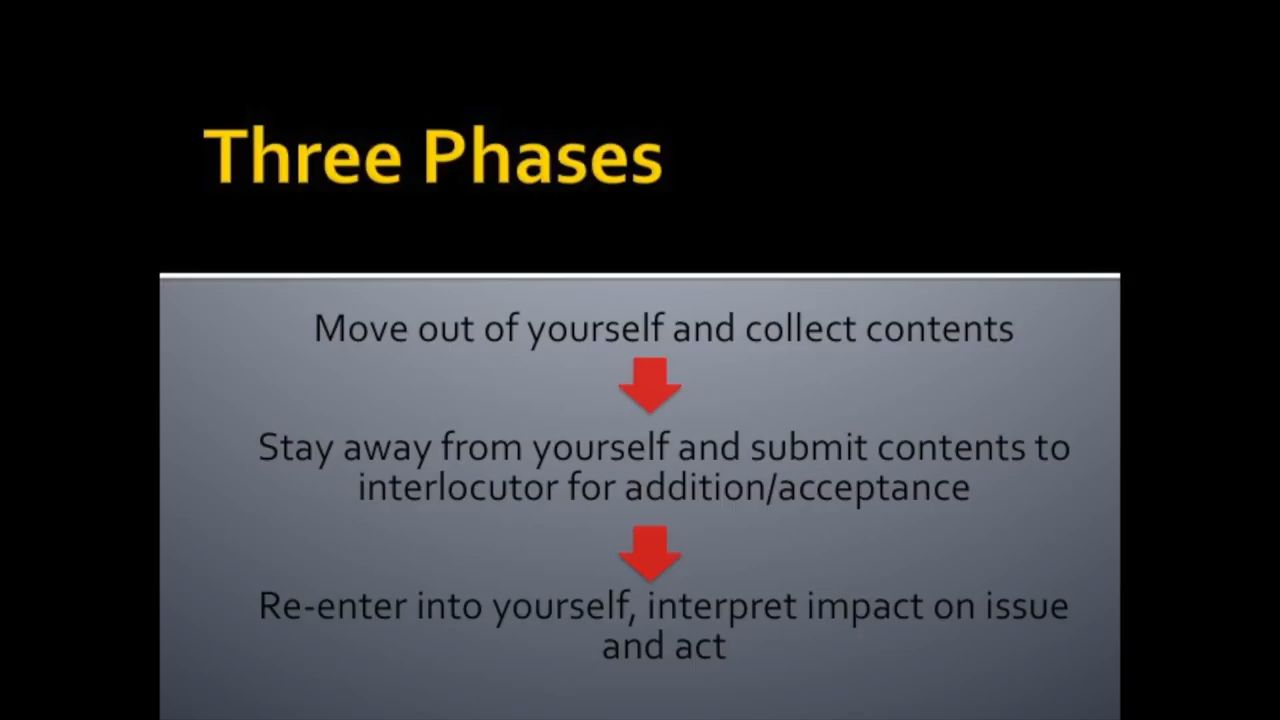 Three Phases
Move out of yourself and collect contents
Stay away from yourself and submit contents to
interlocutor for addition/acceptance
Re-enter into yourself, interpret impact on issue
and act